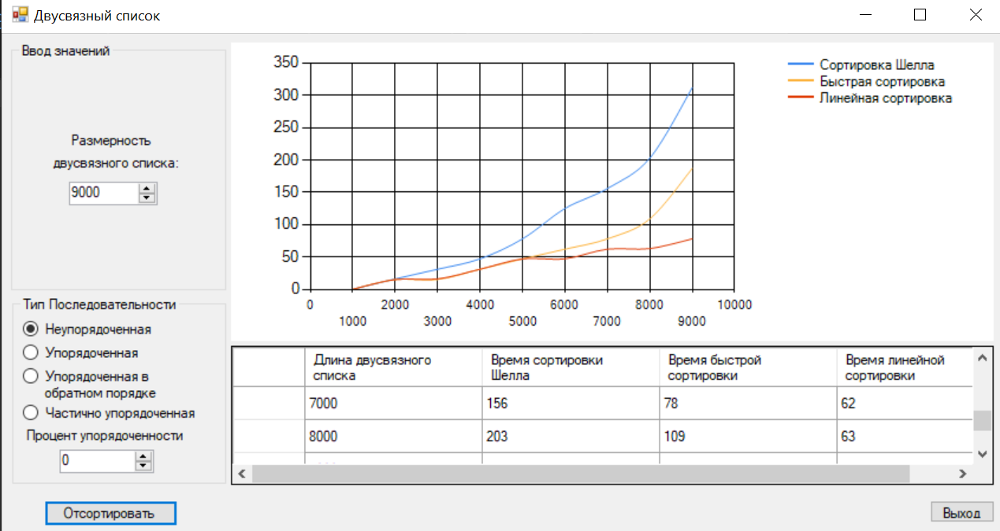 Двусвязный список
Ввод значений
Размерность
двусвязного списка:
9000
Тип Последовательности
Неупорядоченная
Упорядоченная
Упорядоченная в
обратном порядке
Частично упорядоченная
Процент упорядоченности
0
Отсортировать
350
300
250
200
150
100
50
0
0 2000 4000 6000 8000 10000
1000 3000 5000 7000 9000
Сортировка Шелла
Быстрая сортировка
Линейная сортировка
Длина двусвязного списка
Время сортировки Шелла
Время быстрой сортировки
Время линейной сортировки
7000 156 78 62
8000 203 109 63
Выход